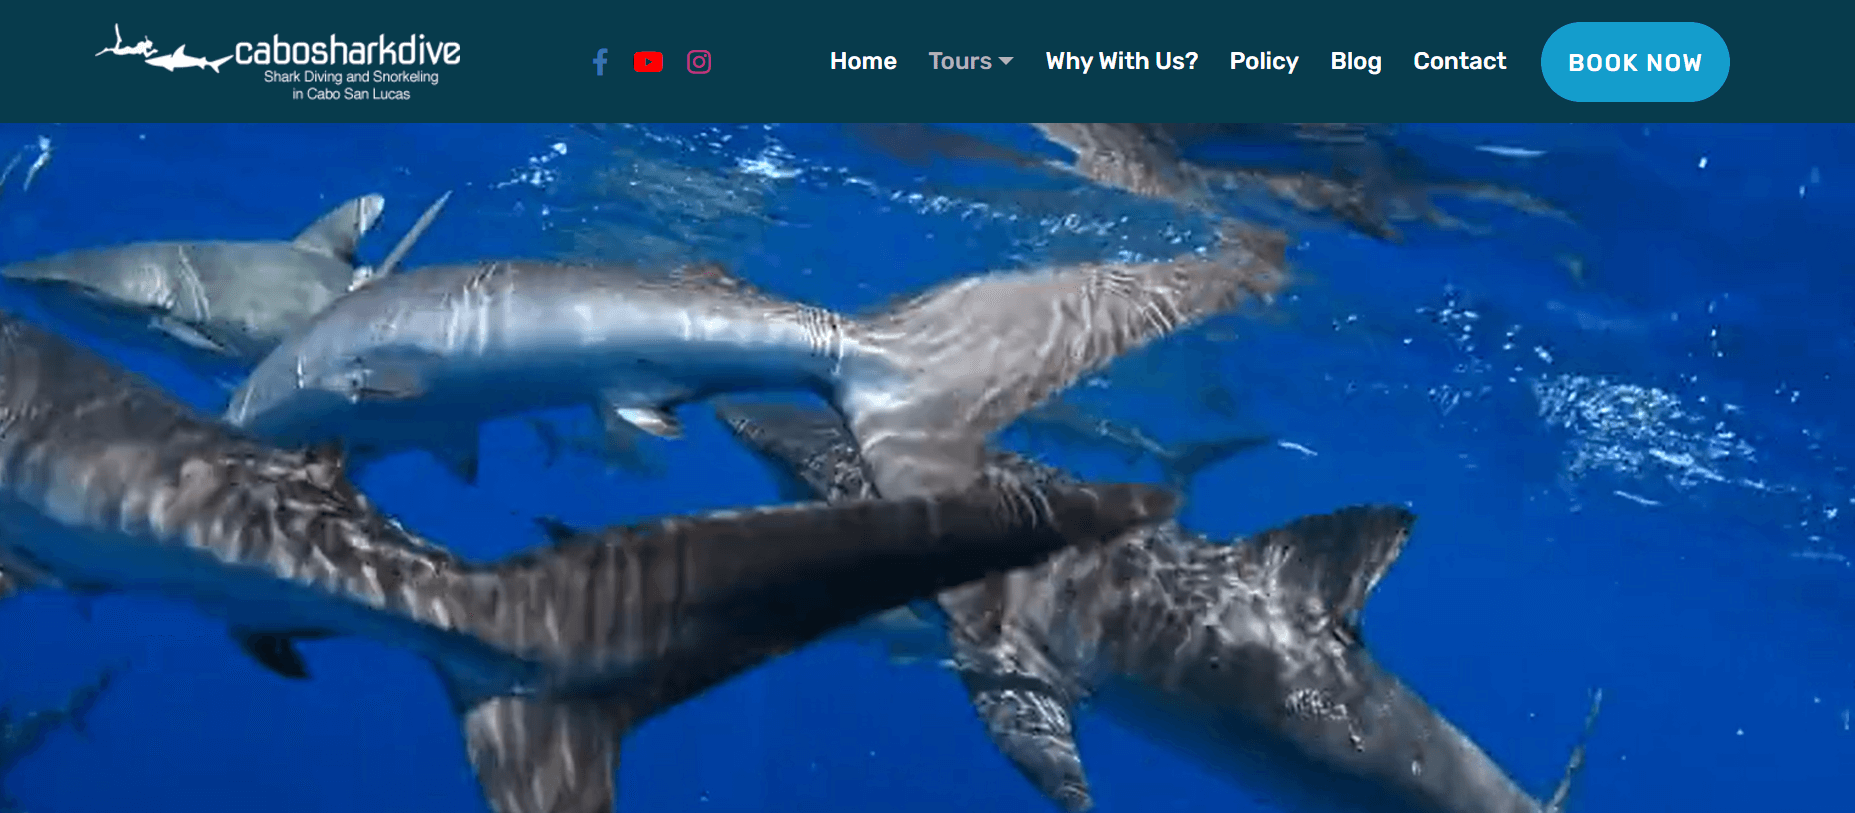 cabosharkdive
Shark Diving and Snorkeling
in Cabo San Lucas
Home Tours Why With Us? Policy Blog Contact BOOK NOW